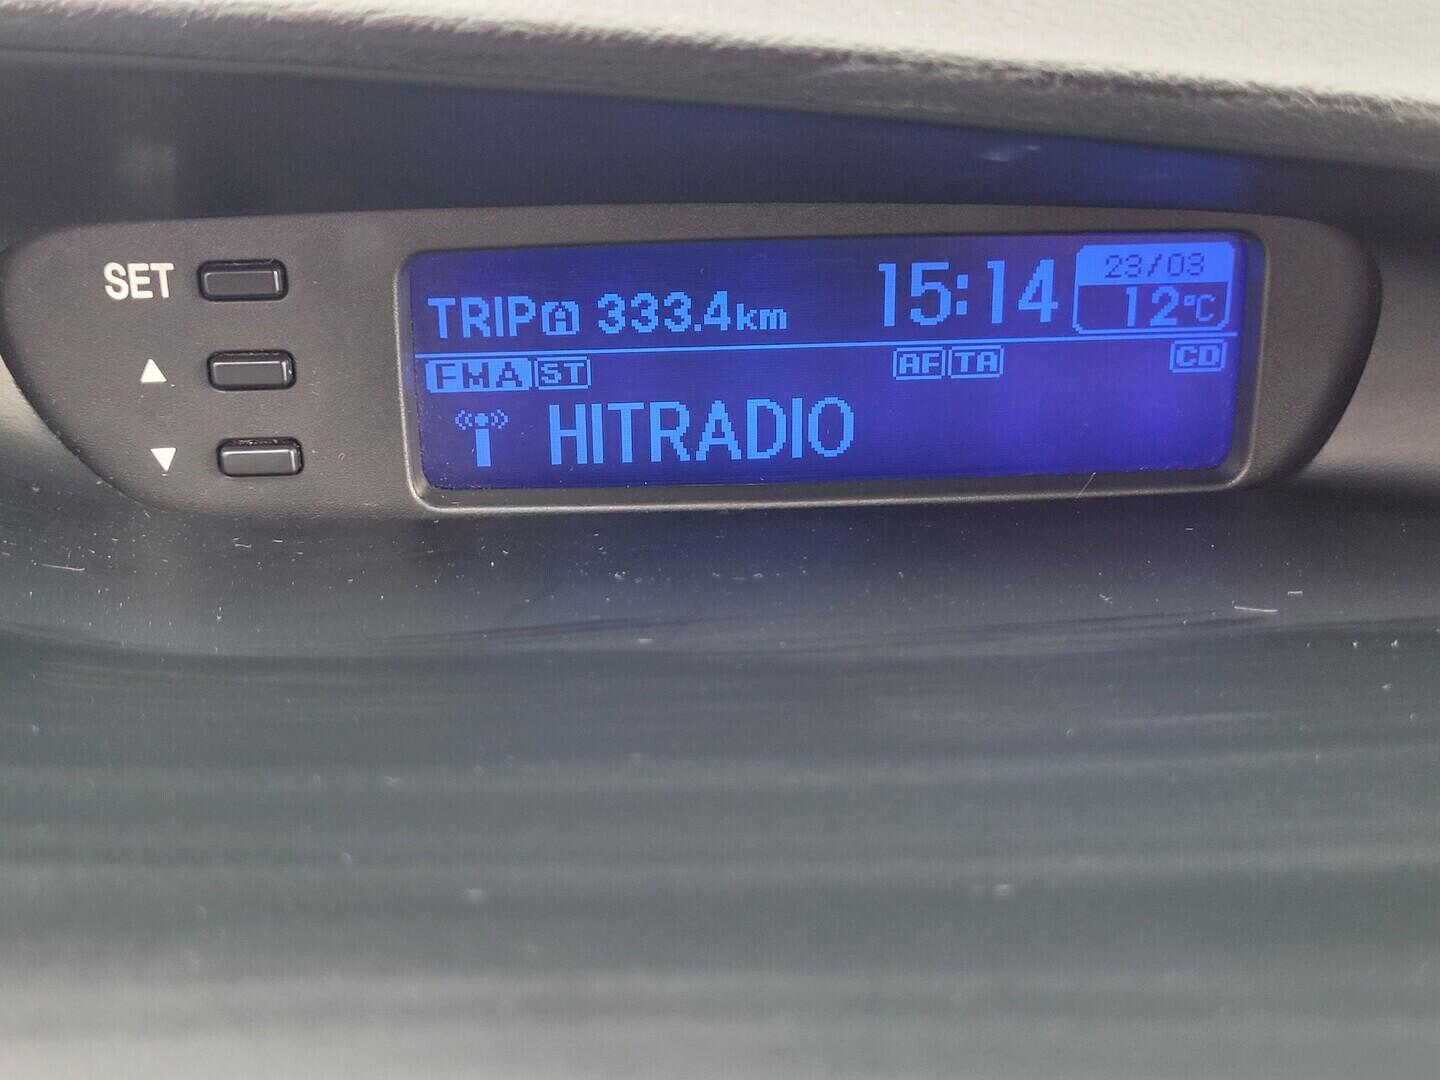 SET
TRIP A 333.4km 15:14 23/03
12°C
FMA ST AF TA CD
HITRADIO